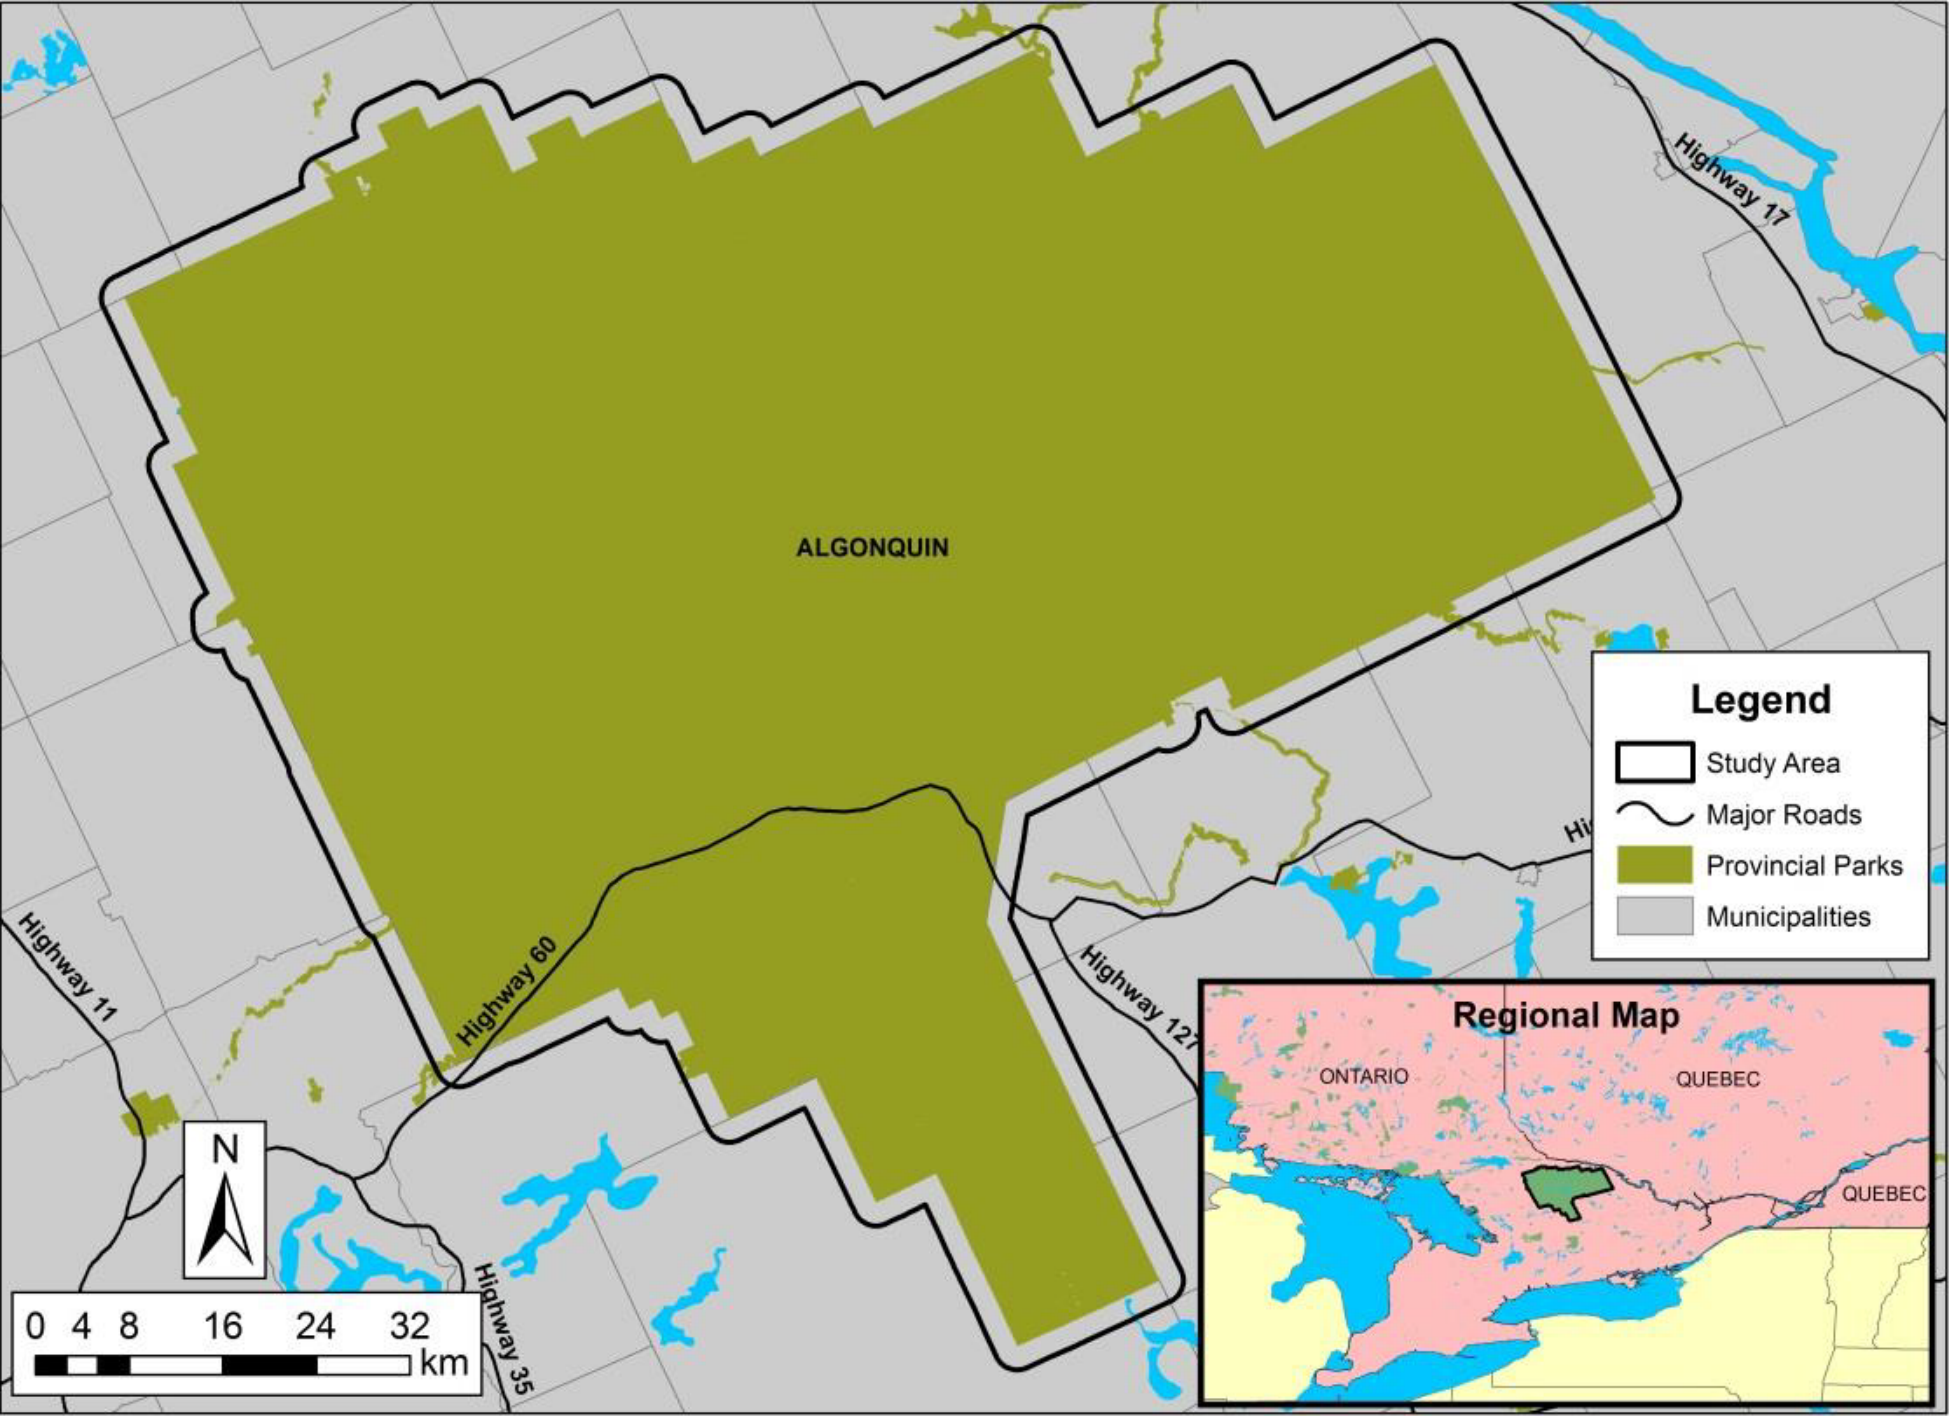 Highway 17
ALGONQUIN
Highway 60
Highway 11
Highway 127
Highway 35
Hi
Legend
Study Area
Major Roads
Provincial Parks
Municipalities
N
0 4 8 16 24 32
km
Regional Map
ONTARIO
QUEBEC
QUEBEC